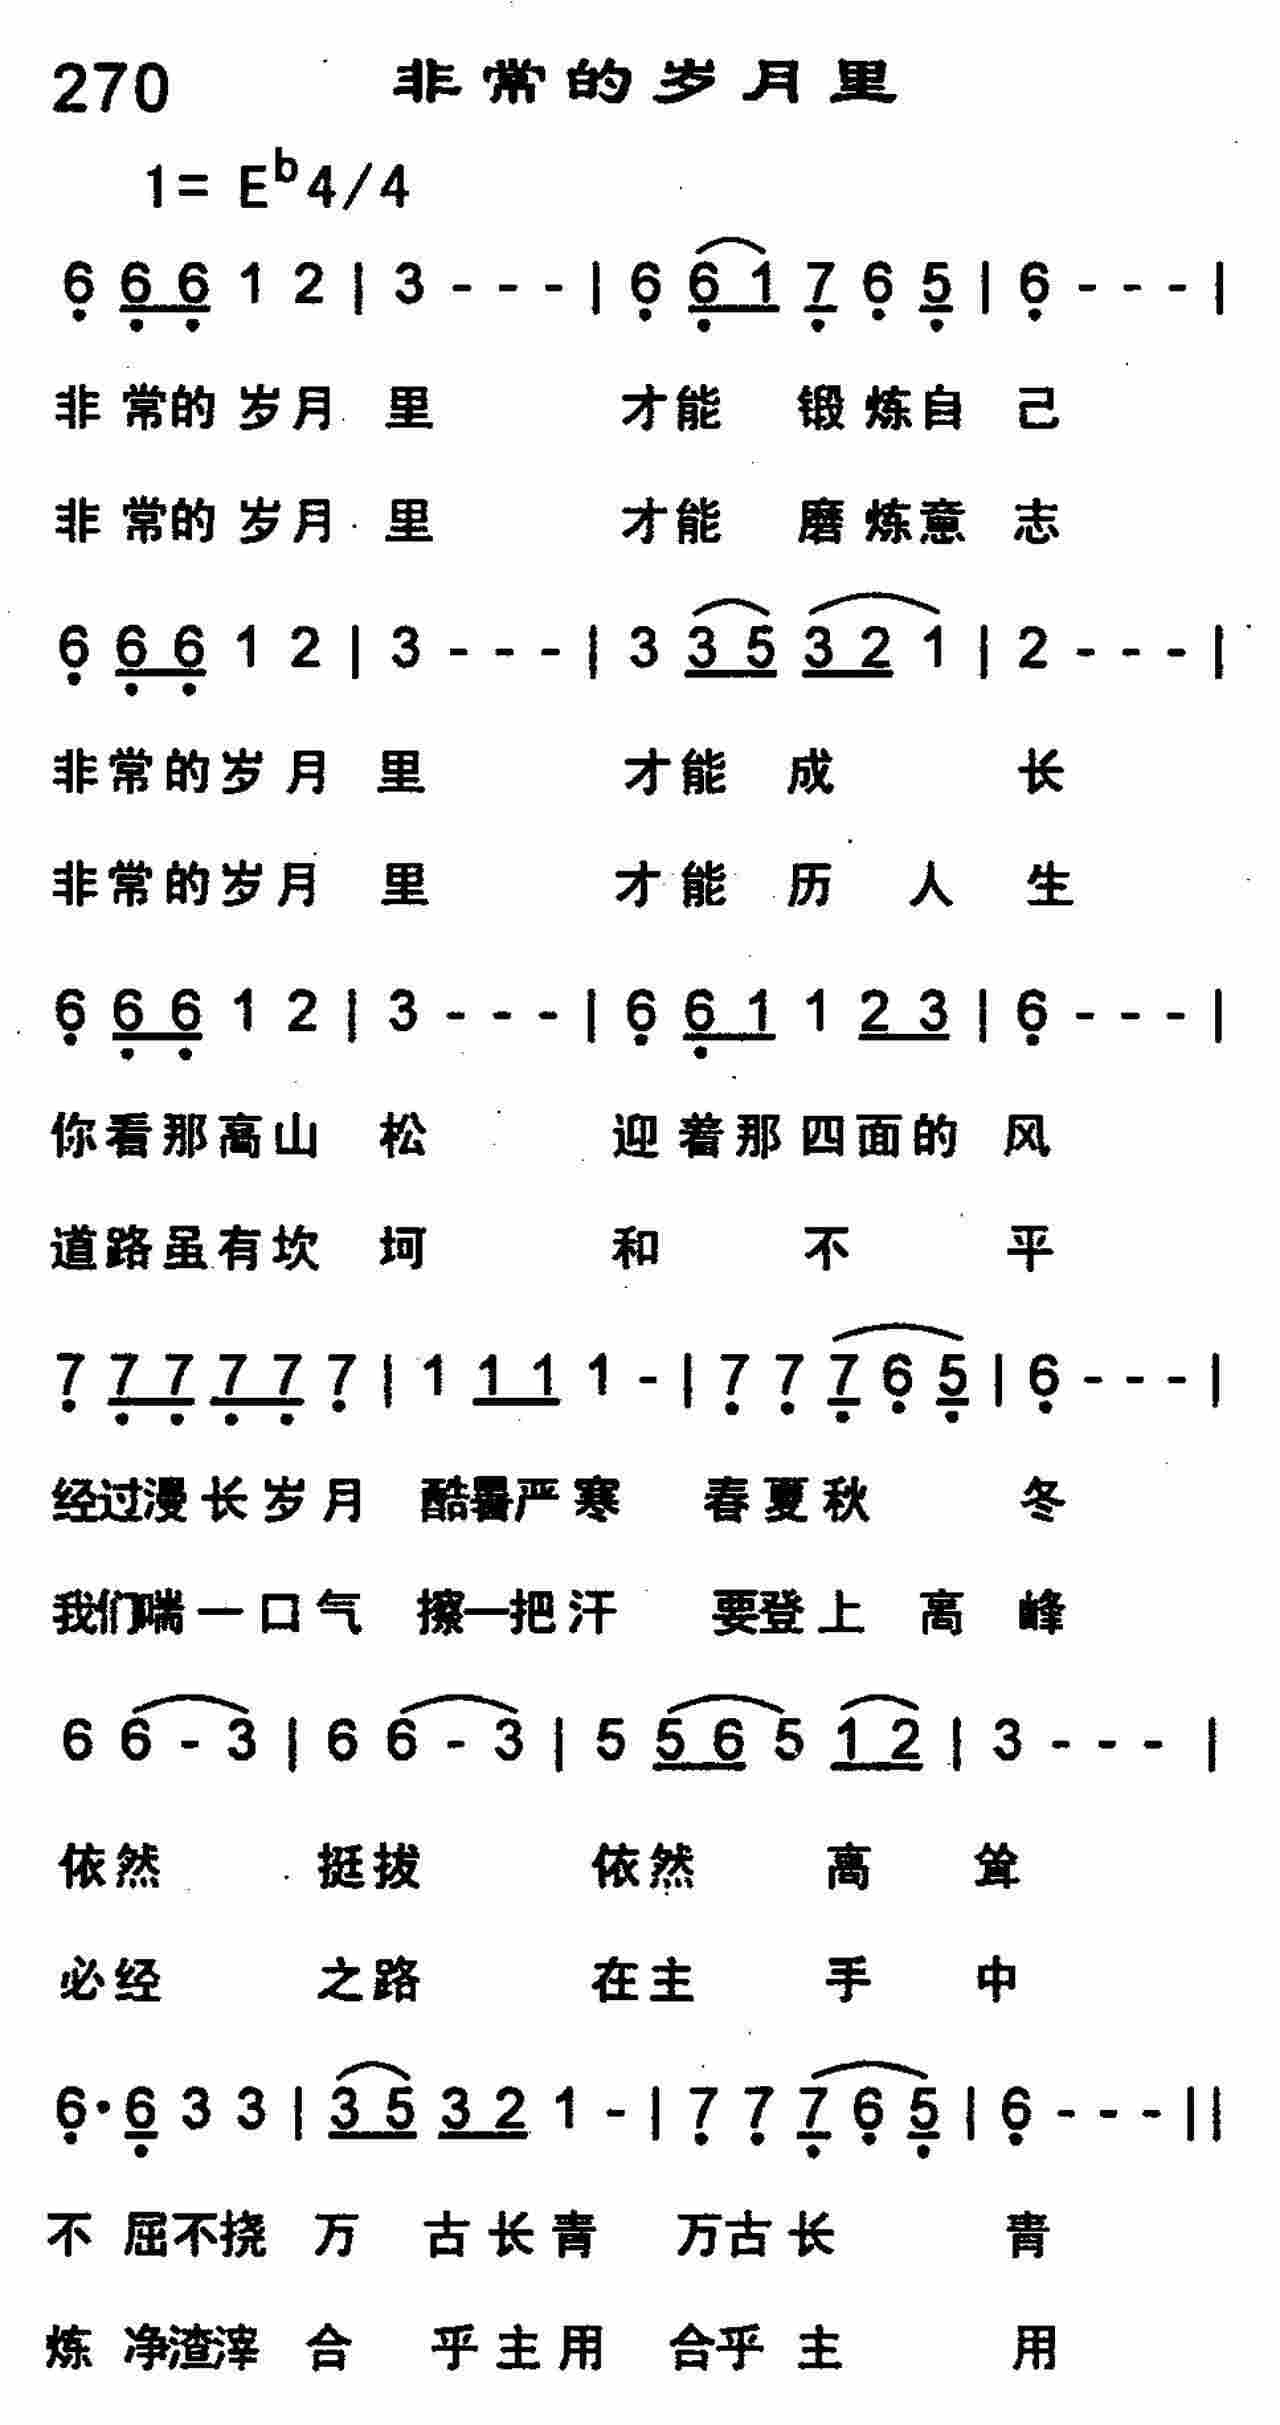 270 非常的岁月里
1= E♭4/4
6 6 6 1 2 | 3 - - - | 6 6 1 7 6 5 | 6 - - - |
非常的岁月里 才能锻炼自己
非常的岁月里 才能磨炼意志
6 6 6 1 2 | 3 - - - | 3 3 5 3 2 1 | 2 - - - |
非常的岁月里 才能成长
非常的岁月里 才能历人生
6 6 6 1 2 | 3 - - - | 6 6 1 1 2 3 | 6 - - - |
你看那高山松 迎着那四面的风
道路虽有坎坷 和不平
7 7 7 7 7 7 | 1 1 1 1 - | 7 7 7 6 5 | 6 - - - |
经过漫长岁月 酷暑严寒 春夏秋冬
我们喘一口气 擦一把汗 要登上高峰
6 6 - 3 | 6 6 - 3 | 5 5 6 5 1 2 | 3 - - - |
依然 挺拔 依然高耸
必经 之路 在主手中
6· 6 3 3 | 3 5 3 2 1 - | 7 7 7 6 5 | 6 - - - ||
不屈不挠 万古长青 万古长青
炼净渣滓 合乎主用 合乎主用